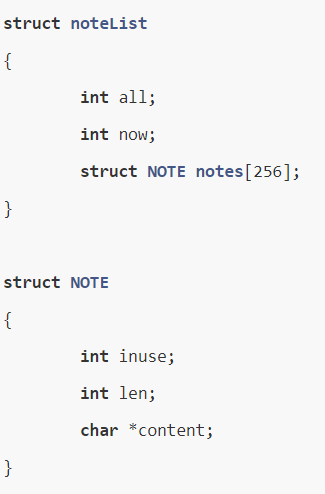 struct noteList
{
        int all;
        int now;
        struct NOTE notes[256];
}

struct NOTE
{
        int inuse;
        int len;
        char *content;
}